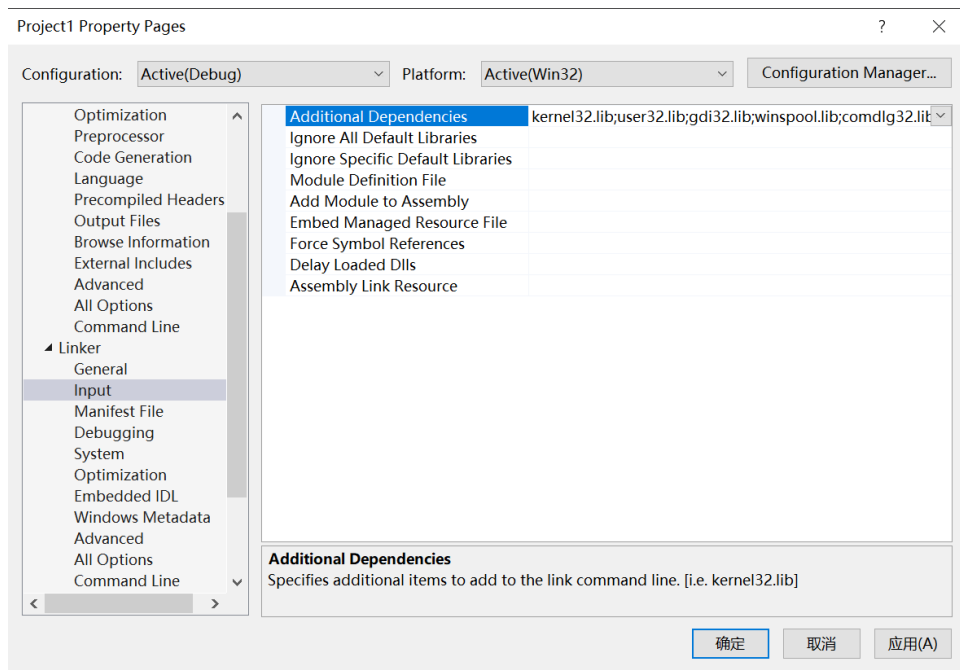 Project1 Property Pages
Configuration: Active(Debug) Platform: Active(Win32) Configuration Manager...
Optimization
Preprocessor
Code Generation
Language
Precompiled Headers
Output Files
Browse Information
External Includes
Advanced
All Options
Command Line
Linker
General
Input
Manifest File
Debugging
System
Optimization
Embedded IDL
Windows Metadata
Advanced
All Options
Command Line
Additional Dependencies kernel32.lib;user32.lib;gdi32.lib;winspool.lib;comdlg32.lib
Ignore All Default Libraries
Ignore Specific Default Libraries
Module Definition File
Add Module to Assembly
Embed Managed Resource File
Force Symbol References
Delay Loaded Dlls
Assembly Link Resource
Additional Dependencies
Specifies additional items to add to the link command line. [i.e. kernel32.lib]
确定 取消 应用(A)